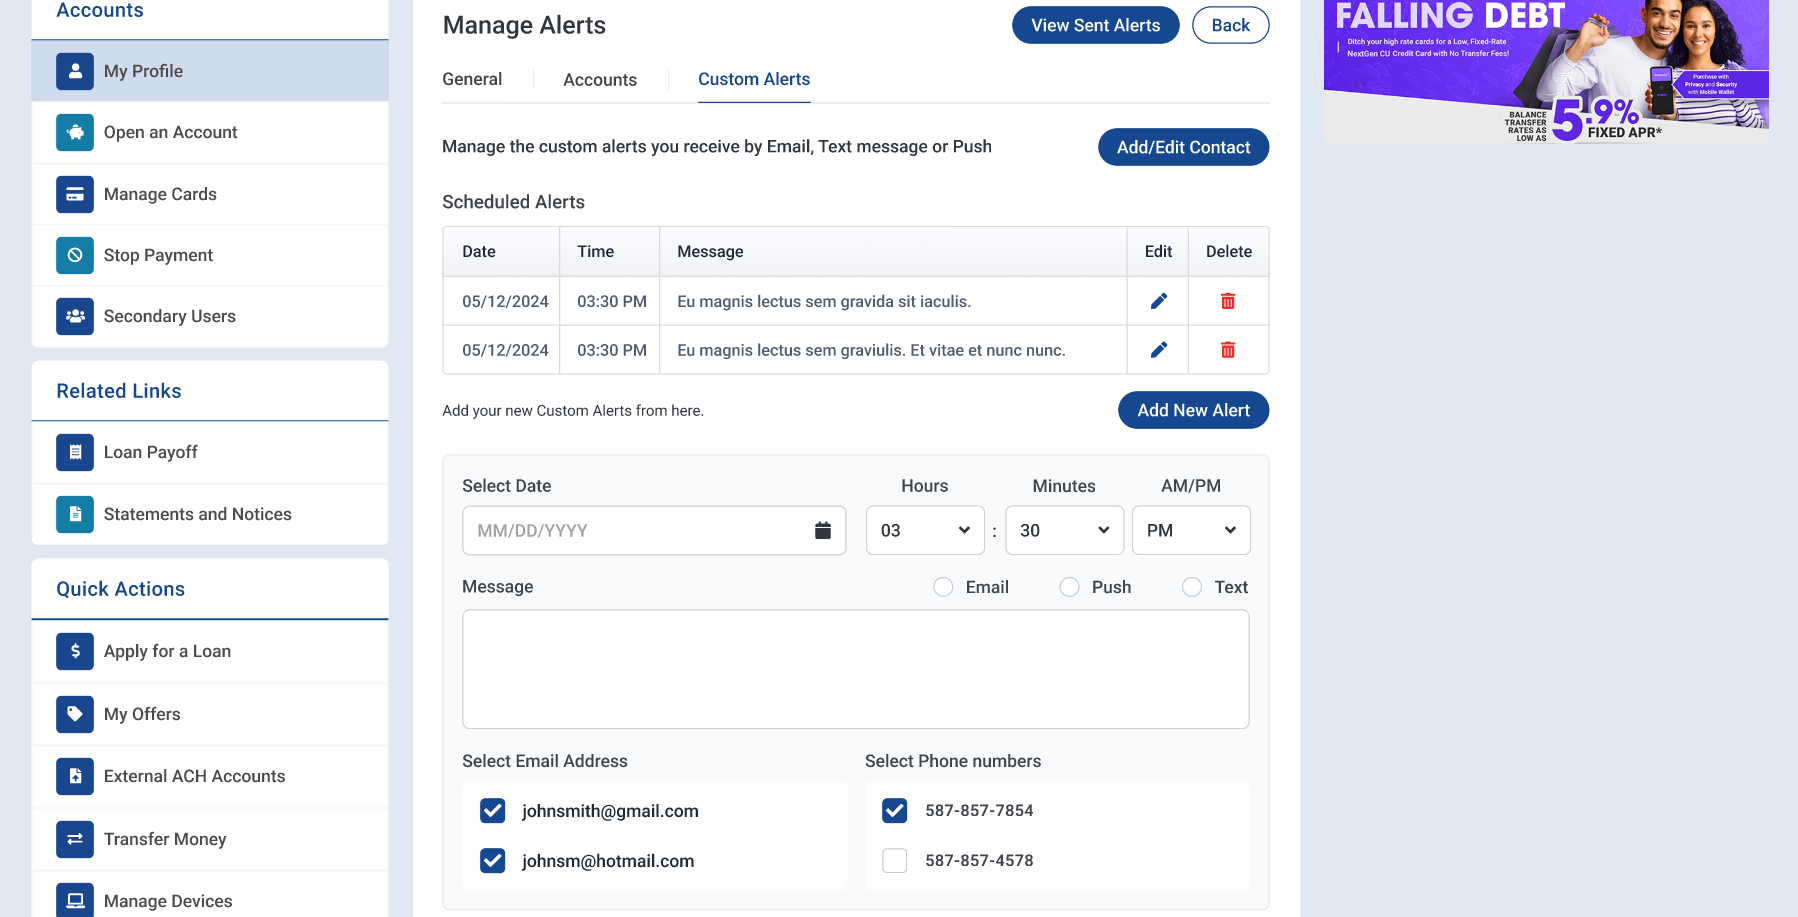 Accounts
My Profile
Open an Account
Manage Cards
Stop Payment
Secondary Users
Related Links
Loan Payoff
Statements and Notices
Quick Actions
Apply for a Loan
My Offers
External ACH Accounts
Transfer Money
Manage Devices
Manage Alerts
View Sent Alerts
Back
General
Accounts
Custom Alerts
Manage the custom alerts you receive by Email, Text message or Push
Add/Edit Contact
Scheduled Alerts
Date Time Message Edit Delete
05/12/2024 03:30 PM Eu magnis lectus sem gravida sit iaculis.
05/12/2024 03:30 PM Eu magnis lectus sem graviulis. Et vitae et nunc nunc.
Add your new Custom Alerts from here.
Add New Alert
Select Date Hours Minutes AM/PM
MM/DD/YYYY 03 : 30 PM
Message Email Push Text
Select Email Address
johnsmith@gmail.com
johnsm@hotmail.com
Select Phone numbers
587-857-7854
587-857-4578
FALLING DEBT
Ditch your high rate cards for a Low, Fixed-Rate
NextGen CU Credit Card with No Transfer Fees!
Purchase with
Privacy and Security
with Mobile Wallet
BALANCE
TRANSFER
RATES AS
LOW AS
5.9%
FIXED APR*